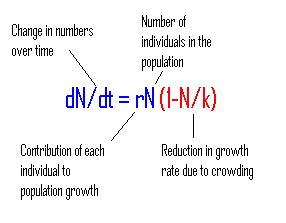 Change in numbers
over time
Number of
individuals in the
population
dN/dt = rN (1-N/k)
Contribution of each
individual to
population growth
Reduction in growth
rate due to crowding